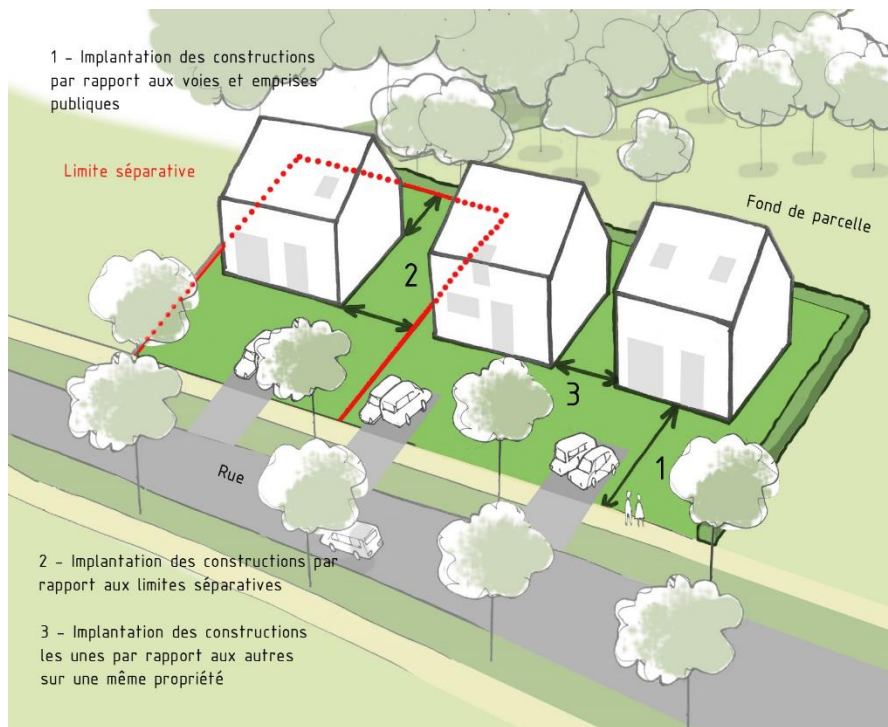 1 - Implantation des constructions
par rapport aux voies et emprises
publiques
Limite séparative
Fond de parcelle
2
3
1
Rue
2 - Implantation des constructions par
rapport aux limites séparatives
3 - Implantation des constructions
les unes par rapport aux autres
sur une même propriété